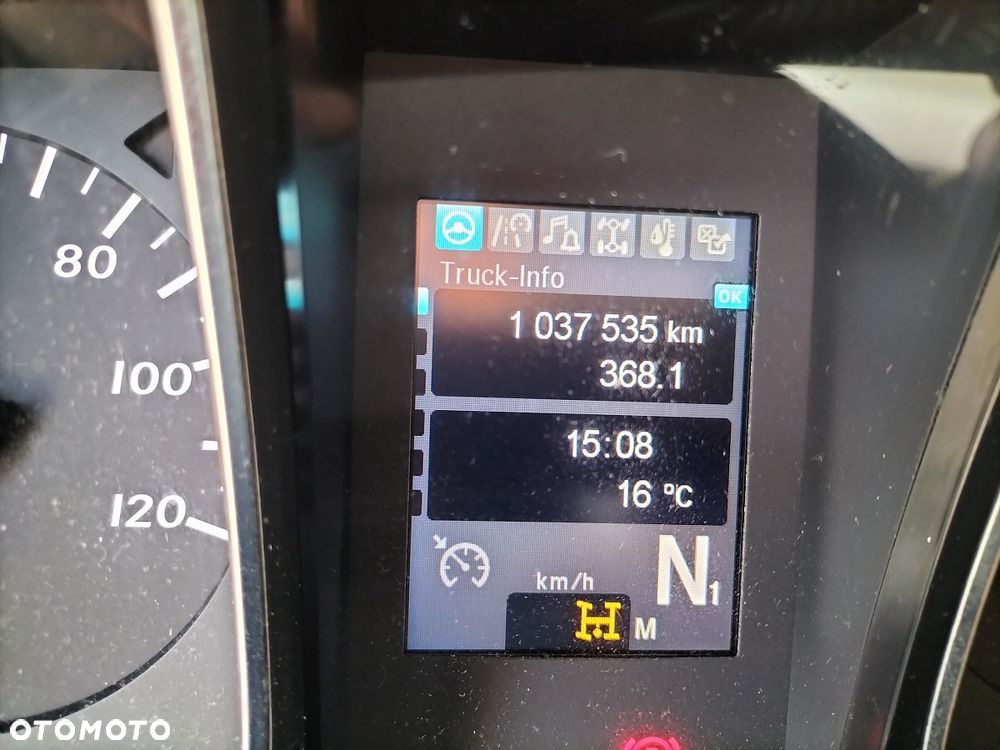 80
100
120
Truck-Info
OK
1 037 535 km
368.1
15:08
16 °C
km/h
N1
M
OTOMOTO